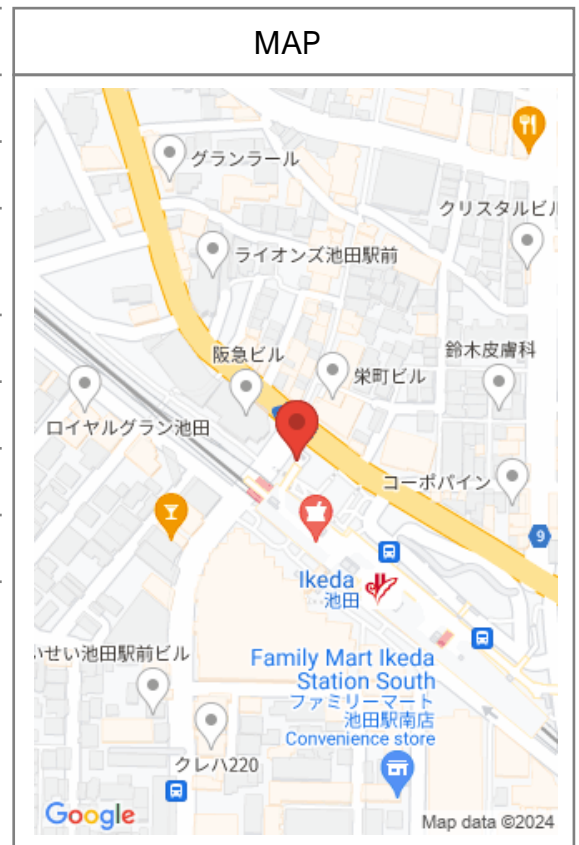 MAP
グランラール
クリスタルビル
ライオンズ池田駅前
阪急ビル
鈴木皮膚科
栄町ビル
ロイヤルグラン池田
コーポパイン
9
Ikeda
池田
いせい池田駅前ビル
Family Mart Ikeda
Station South
ファミリーマート
池田駅南店
Convenience store
クレハ220
Google
Map data ©2024